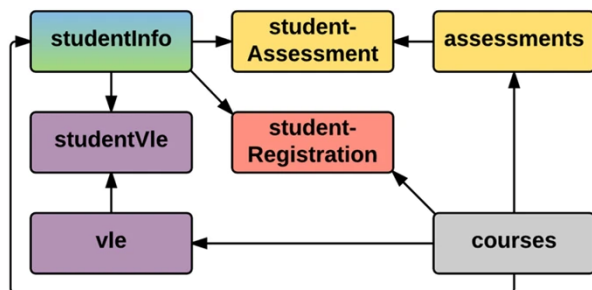 studentInfo
student-
Assessment
assessments
studentVle
student-
Registration
vle
courses